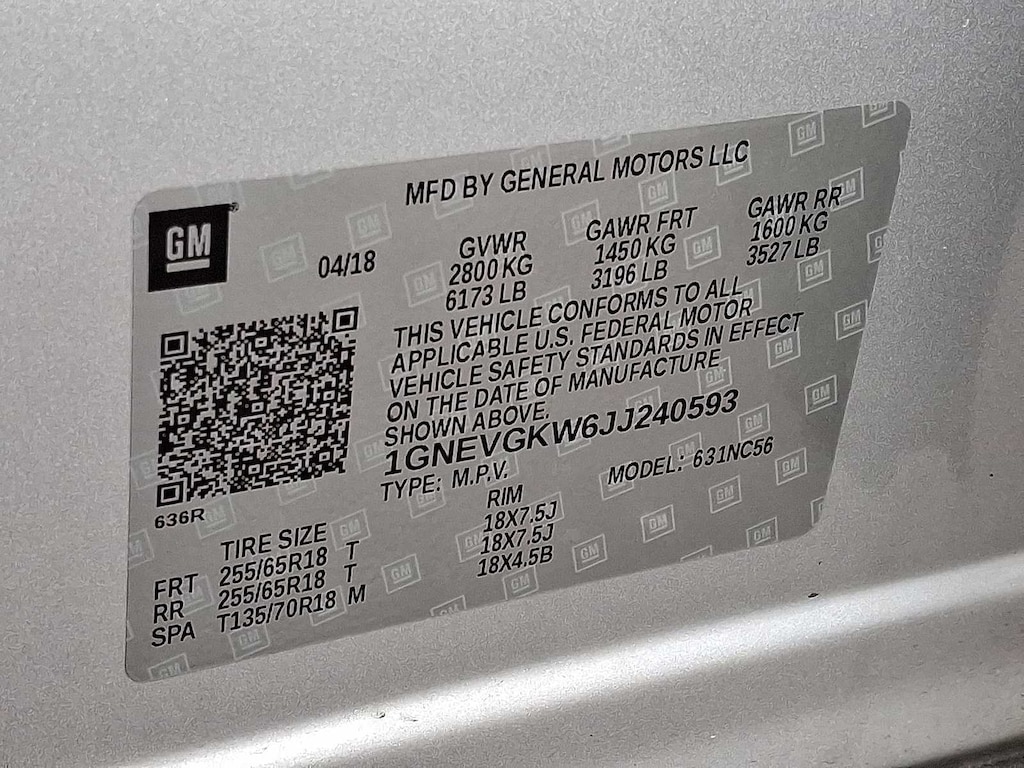 MFD BY GENERAL MOTORS LLC
GM
04/18
GVWR
2800 KG
6173 LB
GAWR FRT
1450 KG
3196 LB
GAWR RR
1600 KG
3527 LB
THIS VEHICLE CONFORMS TO ALL
APPLICABLE U.S. FEDERAL MOTOR
VEHICLE SAFETY STANDARDS IN EFFECT
ON THE DATE OF MANUFACTURE
SHOWN ABOVE.
1GNEVGKW6JJ240593
TYPE: M.P.V. MODEL: 631NC56
636R
TIRE SIZE RIM
FRT 255/65R18 T 18X7.5J
RR 255/65R18 T 18X7.5J
SPA T135/70R18 M 18X4.5B